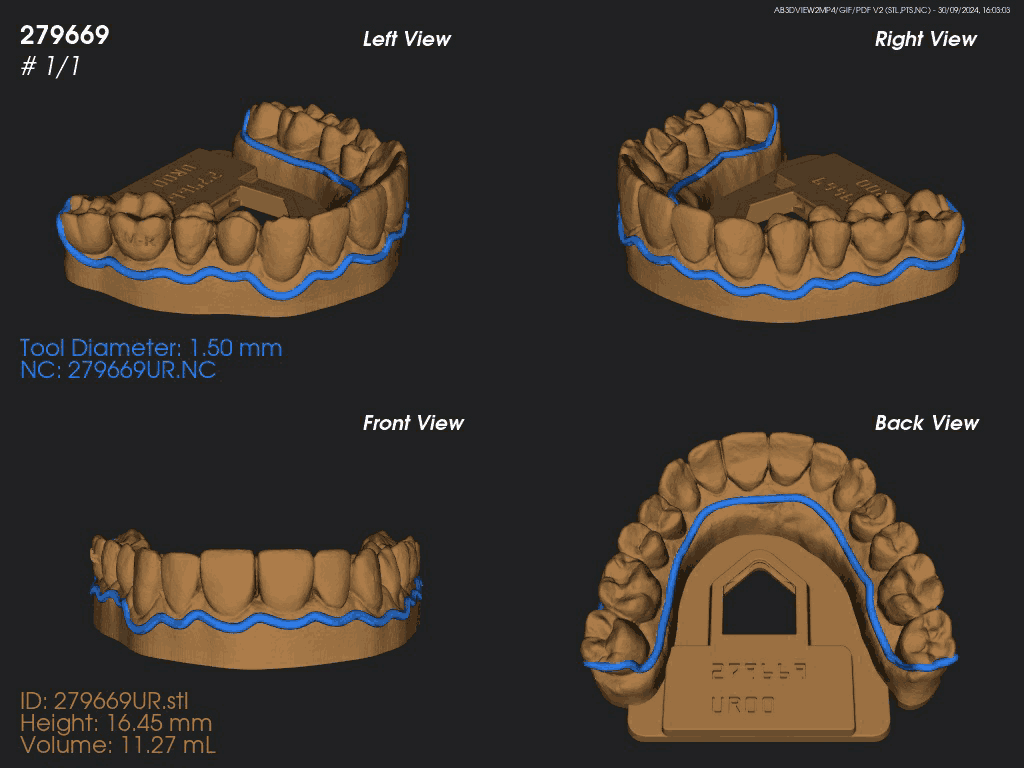 AB3DVIEW2MP4/GIF/PDF V2 (STL,PTS,NC) - 30/09/2024, 16:03:03
279669
# 1/1
Left View
Right View
W-R
Tool Diameter: 1.50 mm
NC: 279669UR.NC
Front View
Back View
279669
UR00
ID: 279669UR.stl
Height: 16.45 mm
Volume: 11.27 mL